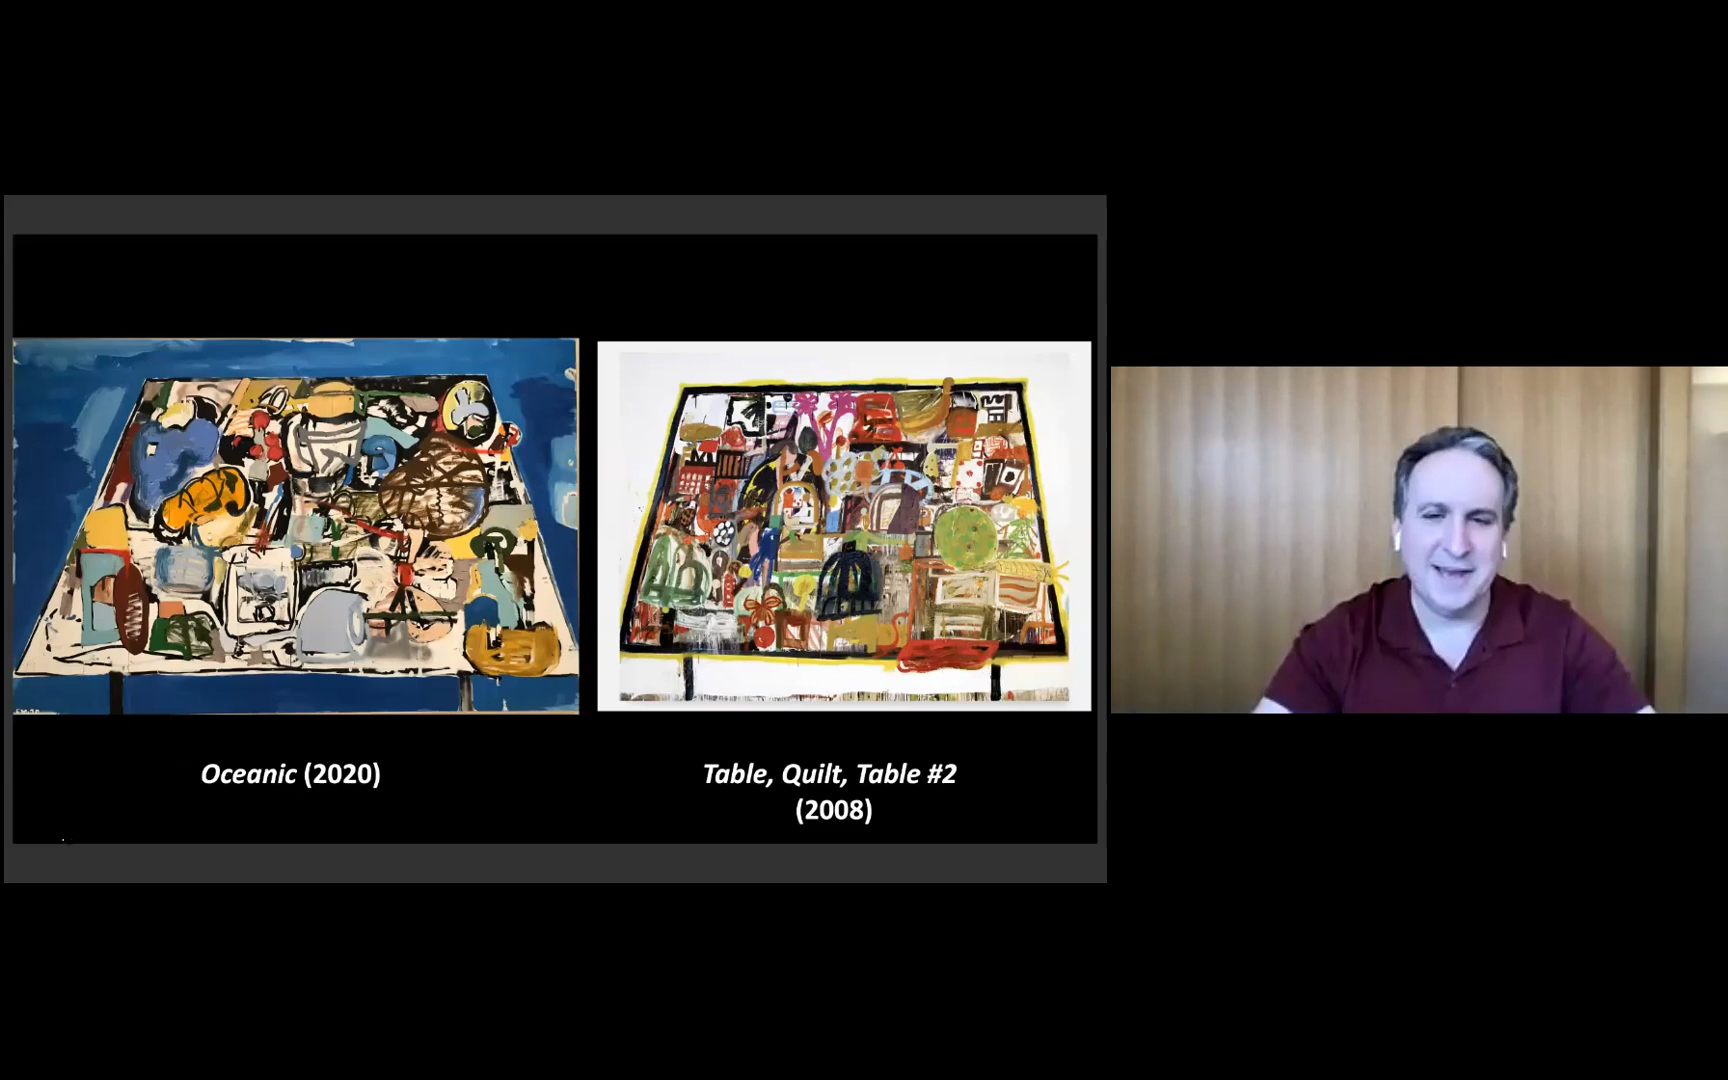 Oceanic (2020)
Table, Quilt, Table #2
(2008)